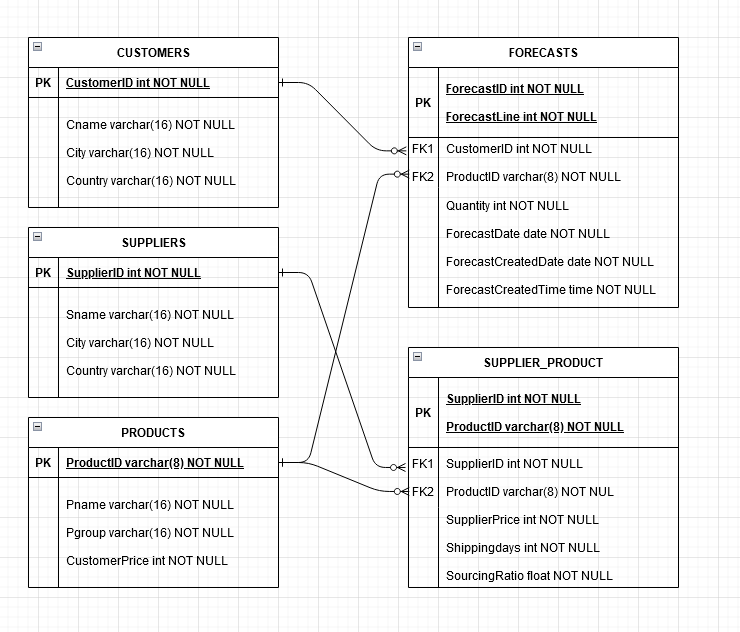 CUSTOMERS
PK CustomerID int NOT NULL
Cname varchar(16) NOT NULL
City varchar(16) NOT NULL
Country varchar(16) NOT NULL
SUPPLIERS
PK SupplierID int NOT NULL
Sname varchar(16) NOT NULL
City varchar(16) NOT NULL
Country varchar(16) NOT NULL
PRODUCTS
PK ProductID varchar(8) NOT NULL
Pname varchar(16) NOT NULL
Pgroup varchar(16) NOT NULL
CustomerPrice int NOT NULL
FORECASTS
PK
ForecastID int NOT NULL
ForecastLine int NOT NULL
FK1 CustomerID int NOT NULL
FK2 ProductID varchar(8) NOT NULL
Quantity int NOT NULL
ForecastDate date NOT NULL
ForecastCreatedDate date NOT NULL
ForecastCreatedTime time NOT NULL
SUPPLIER_PRODUCT
PK
SupplierID int NOT NULL
ProductID varchar(8) NOT NULL
FK1 SupplierID int NOT NULL
FK2 ProductID varchar(8) NOT NUL
SupplierPrice int NOT NULL
Shippingdays int NOT NULL
SourcingRatio float NOT NULL